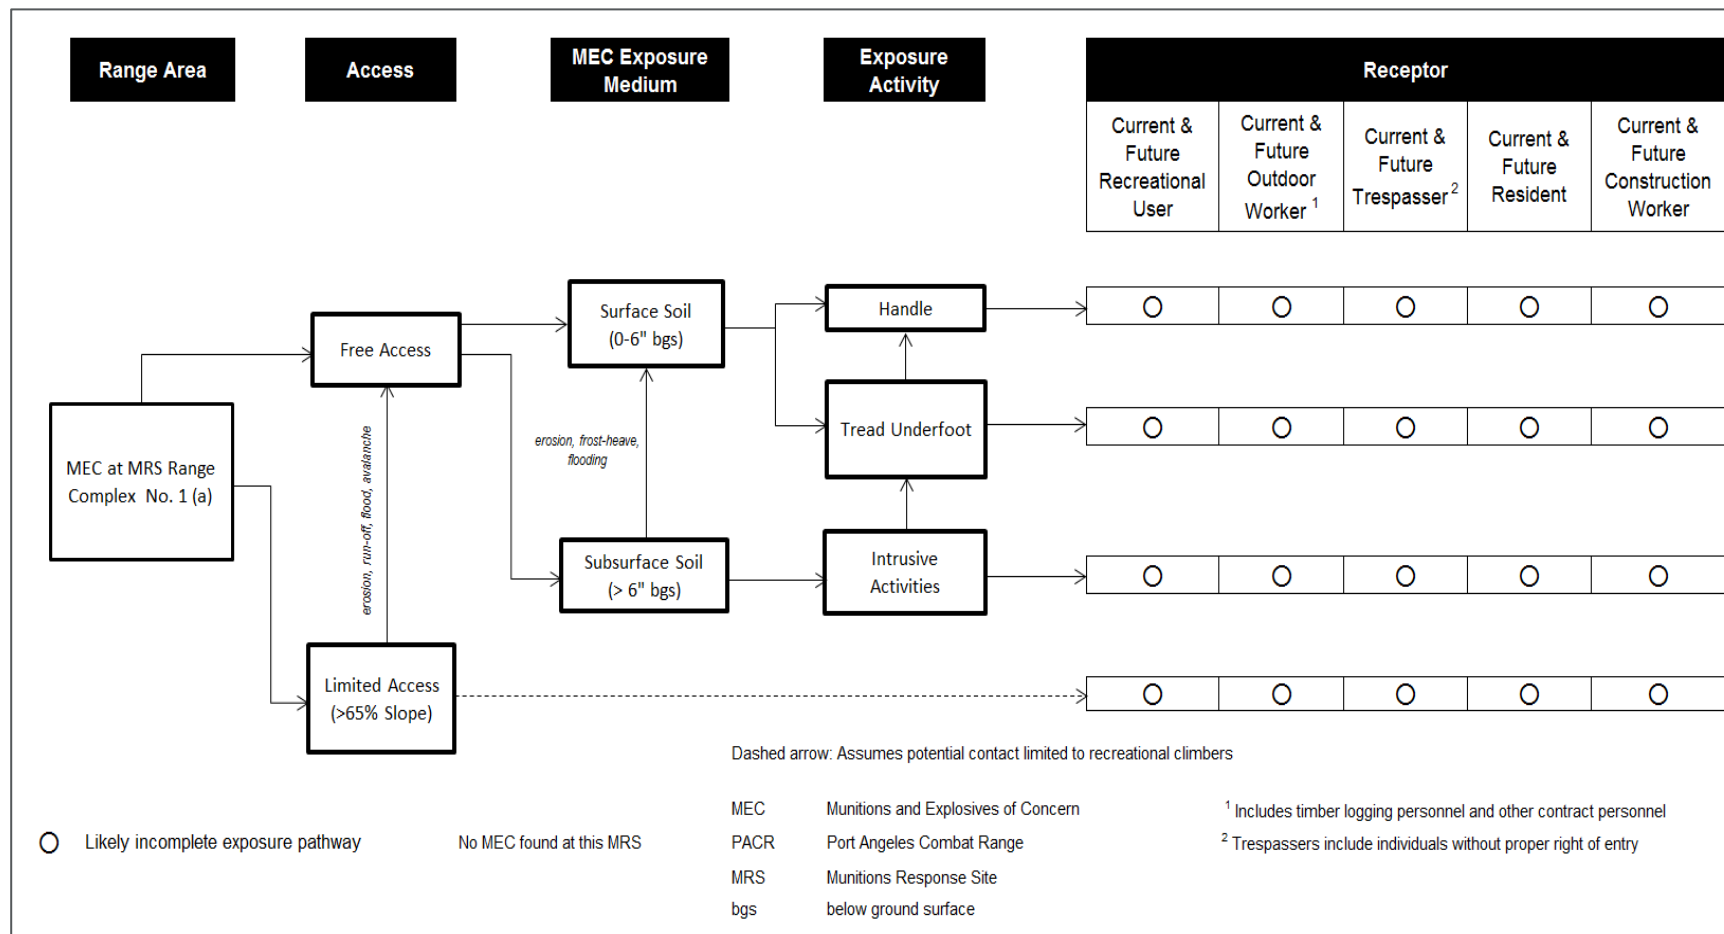 Range Area
Access
MEC Exposure
Medium
Exposure
Activity
Receptor
Current &
Future
Recreational
User
Current &
Future
Outdoor
Worker 1
Current &
Future
Trespasser 2
Current &
Future
Resident
Current &
Future
Construction
Worker
MEC at MRS Range
Complex No. 1 (a)
Free Access
erosion, run-off, flood, avalanche
Limited Access
(>65% Slope)
Surface Soil
(0-6" bgs)
erosion, frost-heave,
flooding
Subsurface Soil
(> 6" bgs)
Handle
Tread Underfoot
Intrusive
Activities
Dashed arrow: Assumes potential contact limited to recreational climbers
Likely incomplete exposure pathway
No MEC found at this MRS
MEC Munitions and Explosives of Concern
PACR Port Angeles Combat Range
MRS Munitions Response Site
bgs below ground surface
1 Includes timber logging personnel and other contract personnel
2 Trespassers include individuals without proper right of entry